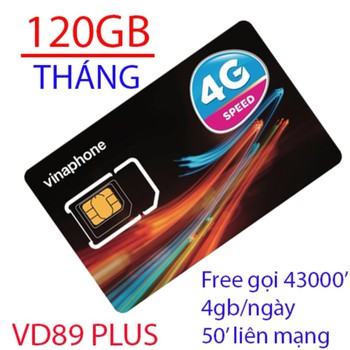 120GB
THÁNG
4G
SPEED
vinaphone
Free gọi 43000'
4gb/ngày
50' liên mạng
VD89 PLUS